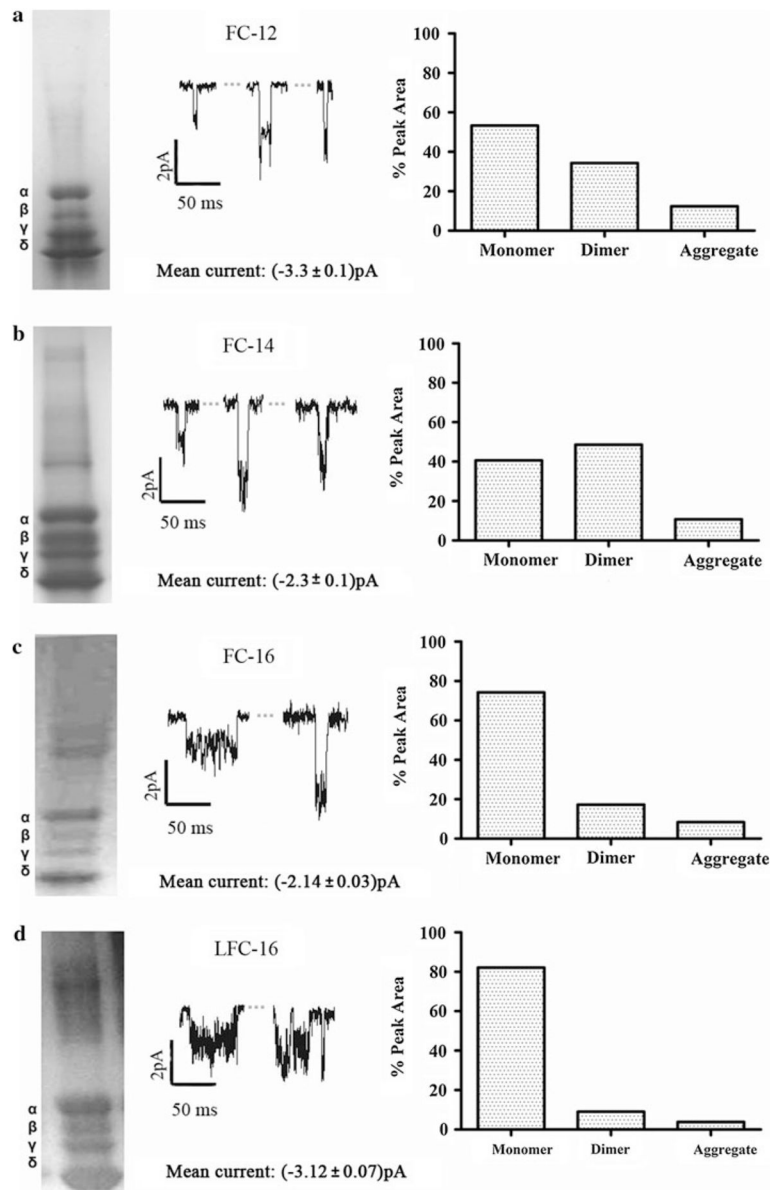 a
FC-12
α
β
γ
δ
2pA
50 ms
Mean current: (-3.3 ± 0.1)pA
% Peak Area
100
80
60
40
20
0
Monomer Dimer Aggregate
b
FC-14
α
β
γ
δ
2pA
50 ms
Mean current: (-2.3 ± 0.1)pA
% Peak Area
100
80
60
40
20
0
Monomer Dimer Aggregate
c
FC-16
α
β
γ
δ
2pA
50 ms
Mean current: (-2.14 ± 0.03)pA
% Peak Area
100
80
60
40
20
0
Monomer Dimer Aggregate
d
LFC-16
α
β
γ
δ
2pA
50 ms
Mean current: (-3.12 ± 0.07)pA
% Peak Area
100
80
60
40
20
0
Monomer Dimer Aggregate